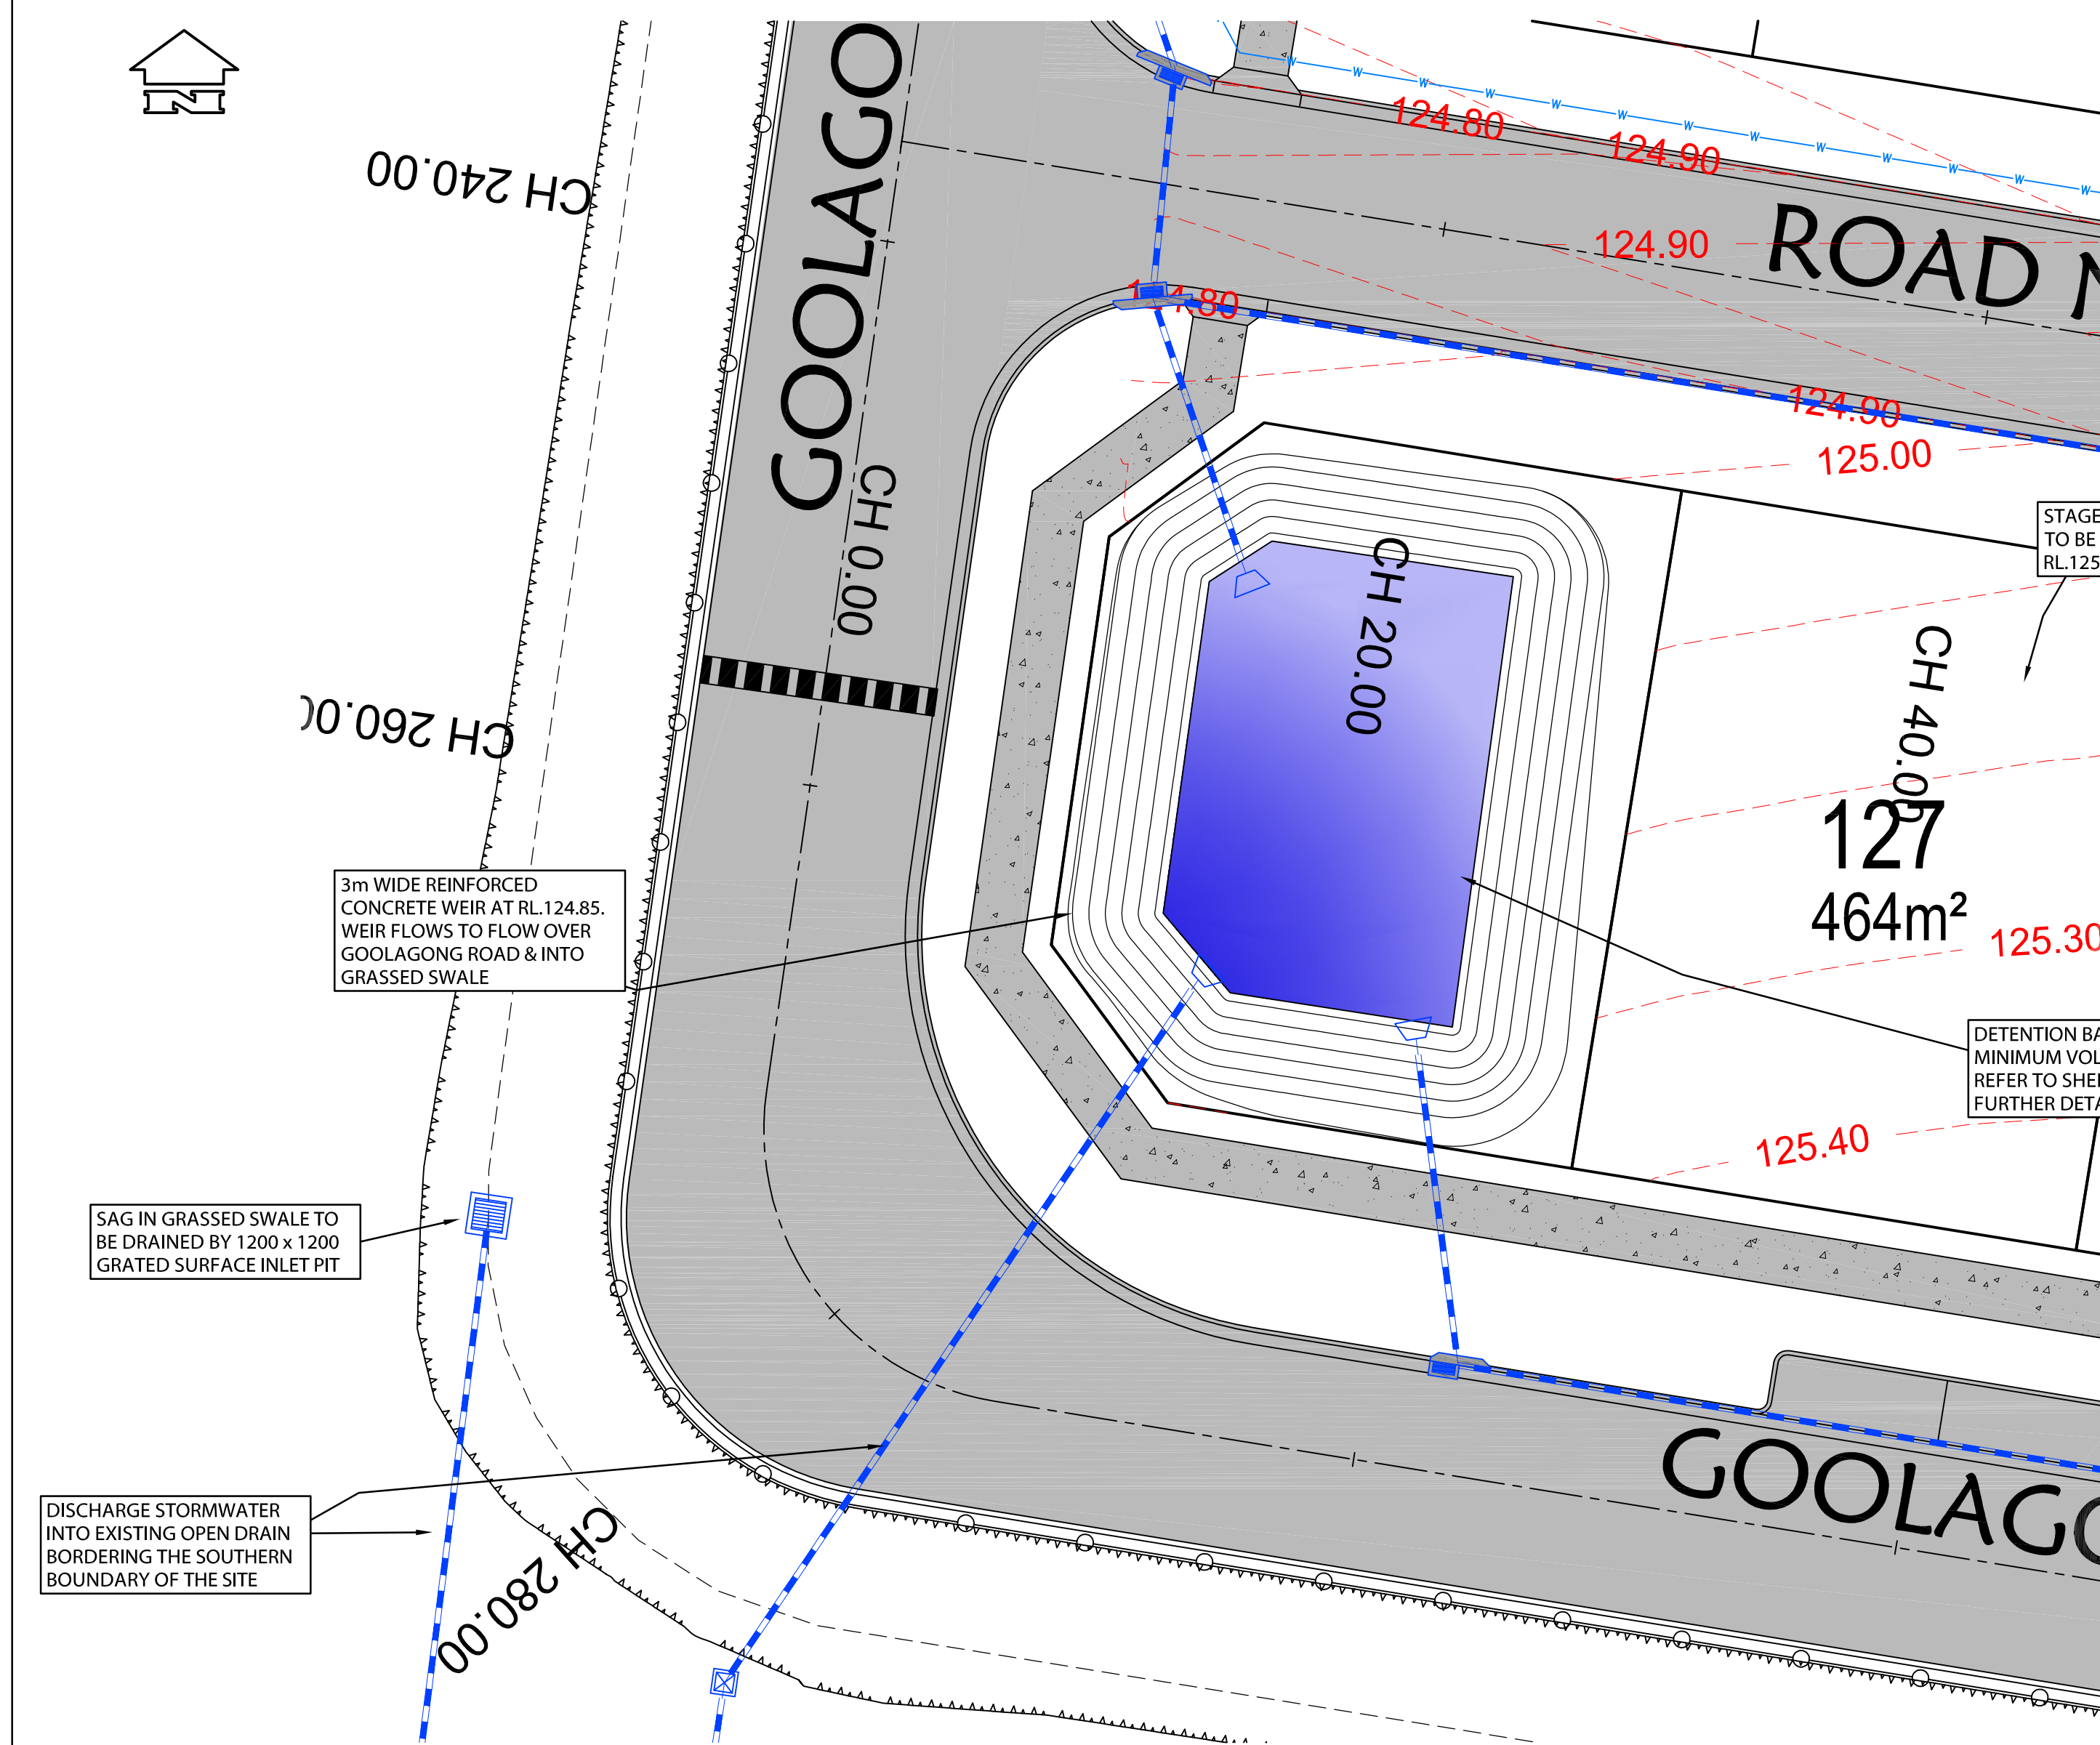 N
GOOLAGO
CH 240.00
124.80
124.90
124.90
ROAD N
124.80
124.90
125.00
CH 0.00
CH 20.00
STAGE
TO BE
RL.125
CH 40.00
CH 260.00
127
464m²
125.30
3m WIDE REINFORCED
CONCRETE WEIR AT RL.124.85.
WEIR FLOWS TO FLOW OVER
GOOLAGONG ROAD & INTO
GRASSED SWALE
DETENTION BA
MINIMUM VOL
REFER TO SHE
FURTHER DETA
125.40
SAG IN GRASSED SWALE TO
BE DRAINED BY 1200 x 1200
GRATED SURFACE INLET PIT
GOOLAGO
DISCHARGE STORMWATER
INTO EXISTING OPEN DRAIN
BORDERING THE SOUTHERN
BOUNDARY OF THE SITE
CH 280.00
W W W W W W W W W W W W W